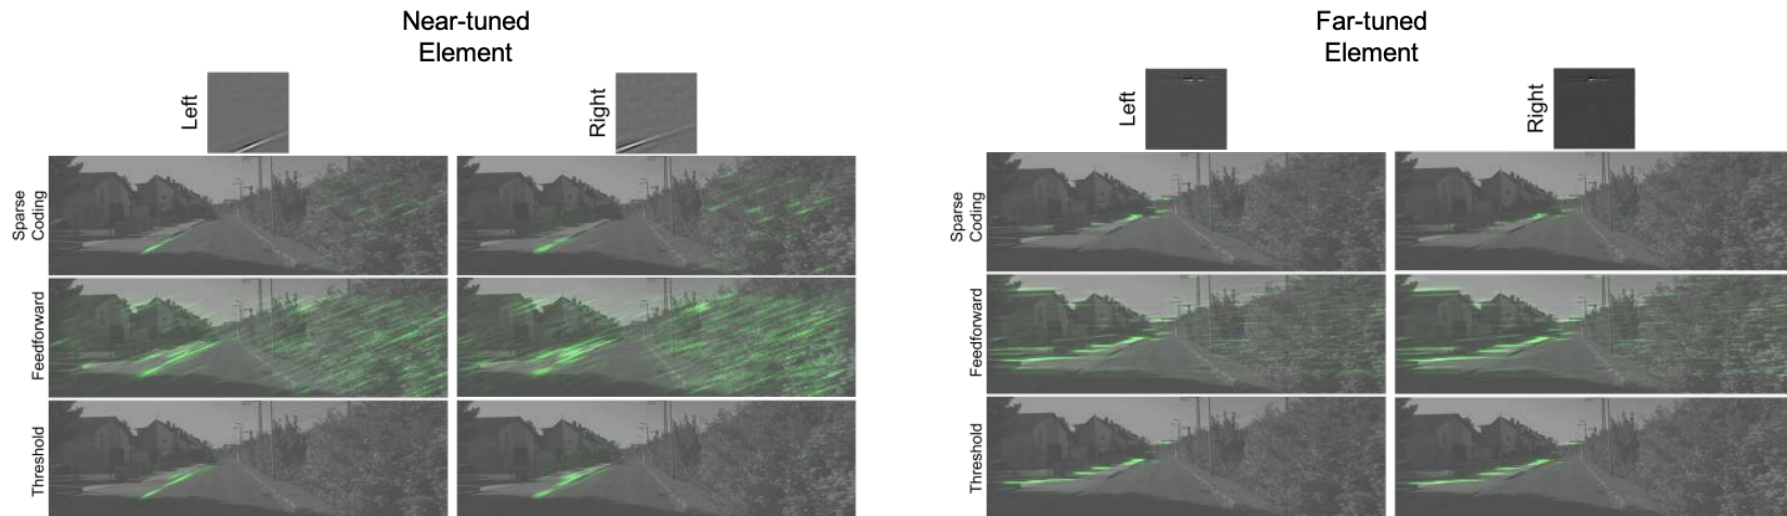 Near-tuned
Element
Far-tuned
Element
Left
Right
Left
Right
Sparse
Coding
Feedforward
Threshold
Sparse
Coding
Feedforward
Threshold